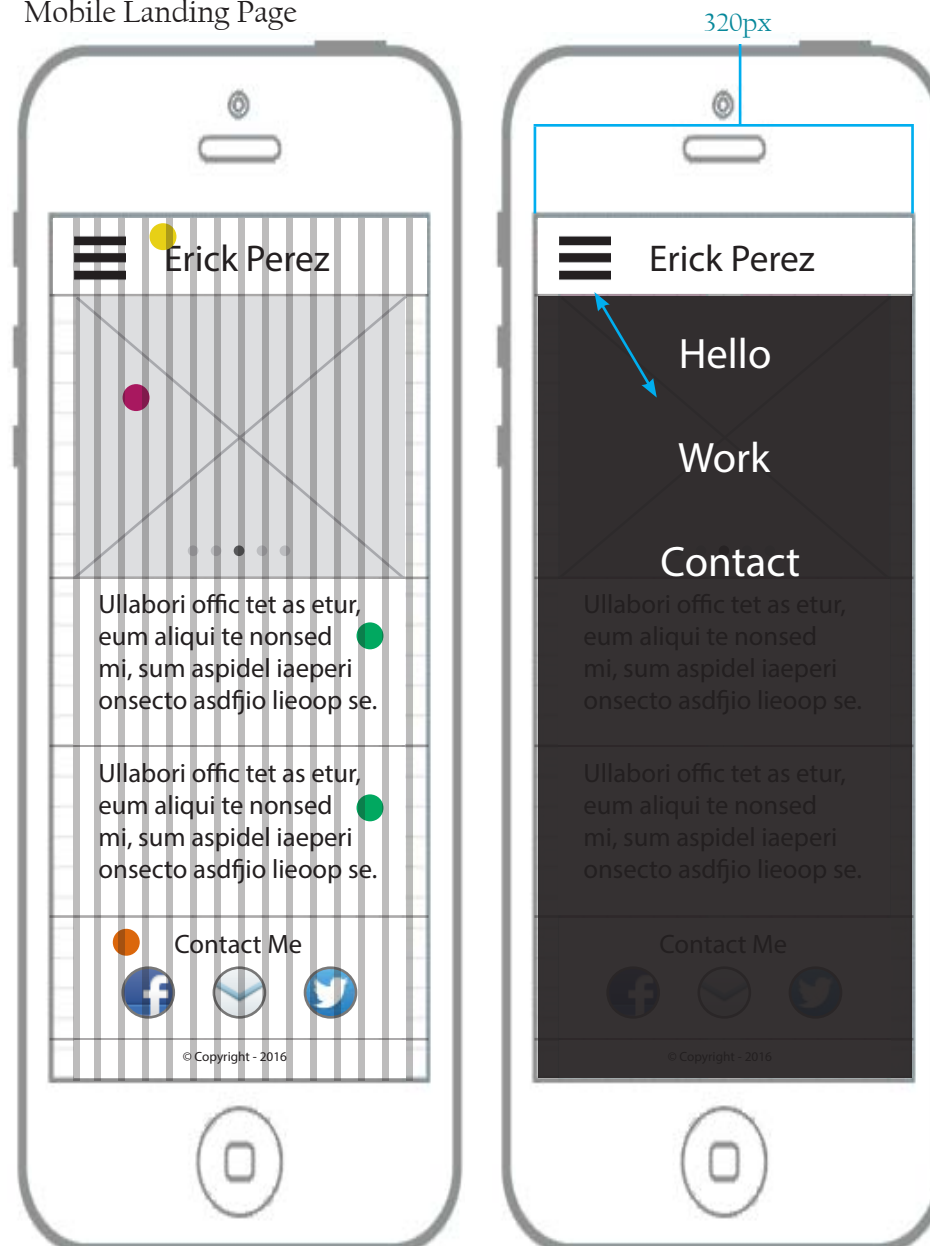 Mobile Landing Page
320px
Erick Perez
Ullabori offic tet as etur,
eum aliqui te nonsed
mi, sum aspidel iaeperi
onsecto asdfjio lieoop se.
Ullabori offic tet as etur,
eum aliqui te nonsed
mi, sum aspidel iaeperi
onsecto asdfjio lieoop se.
Contact Me
f
© Copyright - 2016
Erick Perez
Hello
Work
Contact
Ullabori offic tet as etur,
eum aliqui te nonsed
mi, sum aspidel iaeperi
onsecto asdfjio lieoop se.
Ullabori offic tet as etur,
eum aliqui te nonsed
mi, sum aspidel iaeperi
onsecto asdfjio lieoop se.
Contact Me
f
© Copyright - 2016